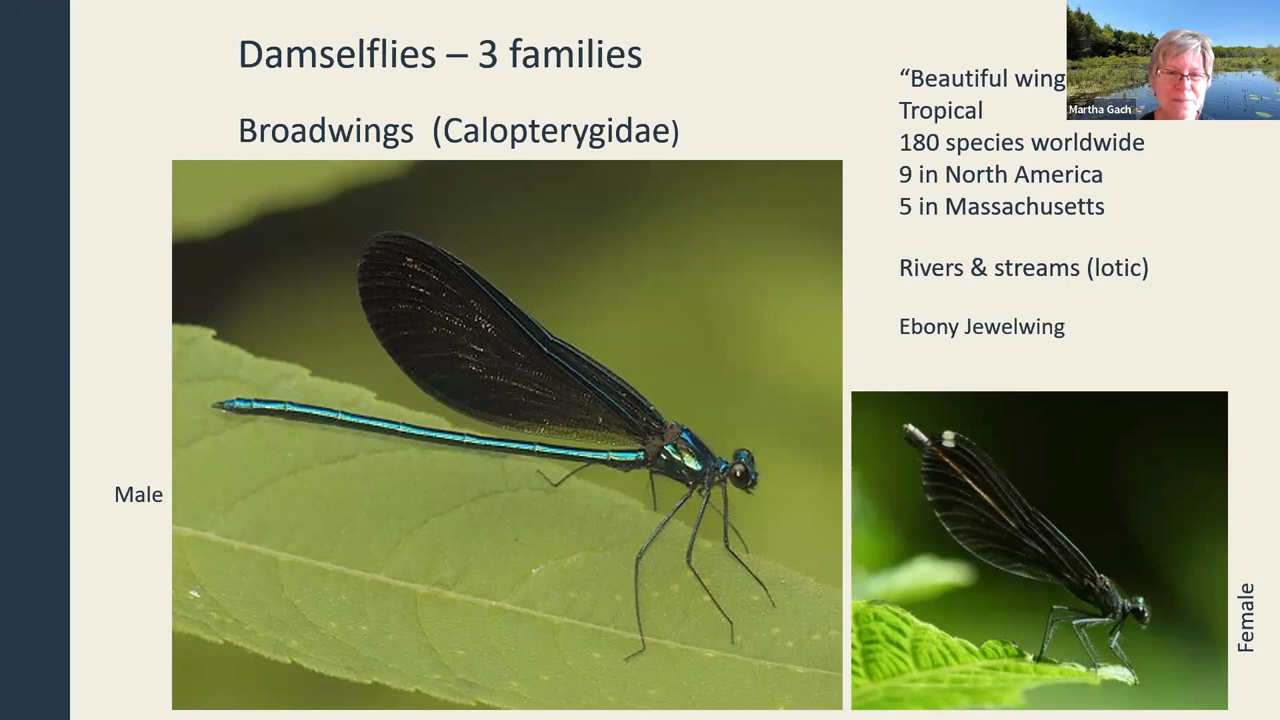 Damselflies – 3 families
Broadwings (Calopterygidae)
“Beautiful wing
Tropical
180 species worldwide
9 in North America
5 in Massachusetts
Rivers & streams (lotic)
Ebony Jewelwing
Martha Gach
Male
Female